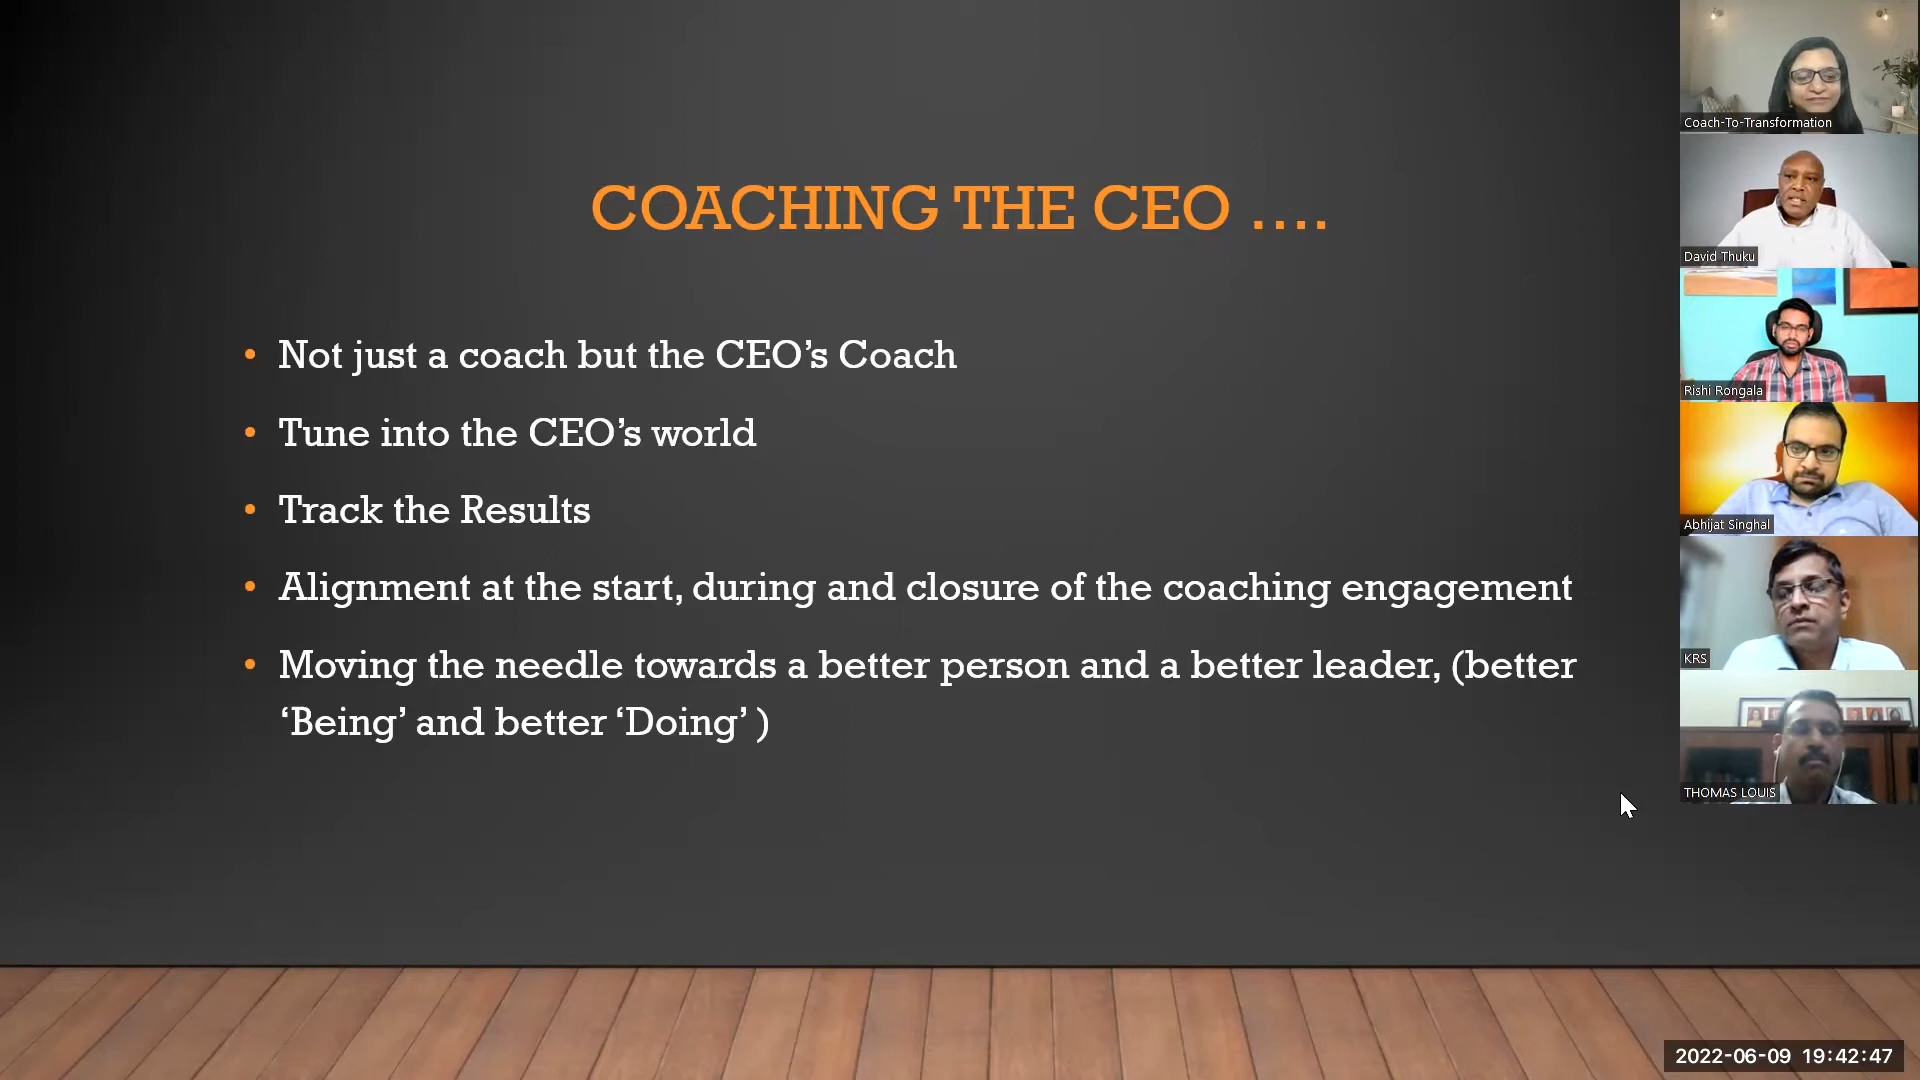 COACHING THE CEO ....
• Not just a coach but the CEO’s Coach
• Tune into the CEO’s world
• Track the Results
• Alignment at the start, during and closure of the coaching engagement
• Moving the needle towards a better person and a better leader, (better
‘Being’ and better ‘Doing’ )
Coach-To-Transformation
David Thuku
Rishi Rongala
Abhijat Singhal
KRS
THOMAS LOUIS
2022-06-09 19:42:47